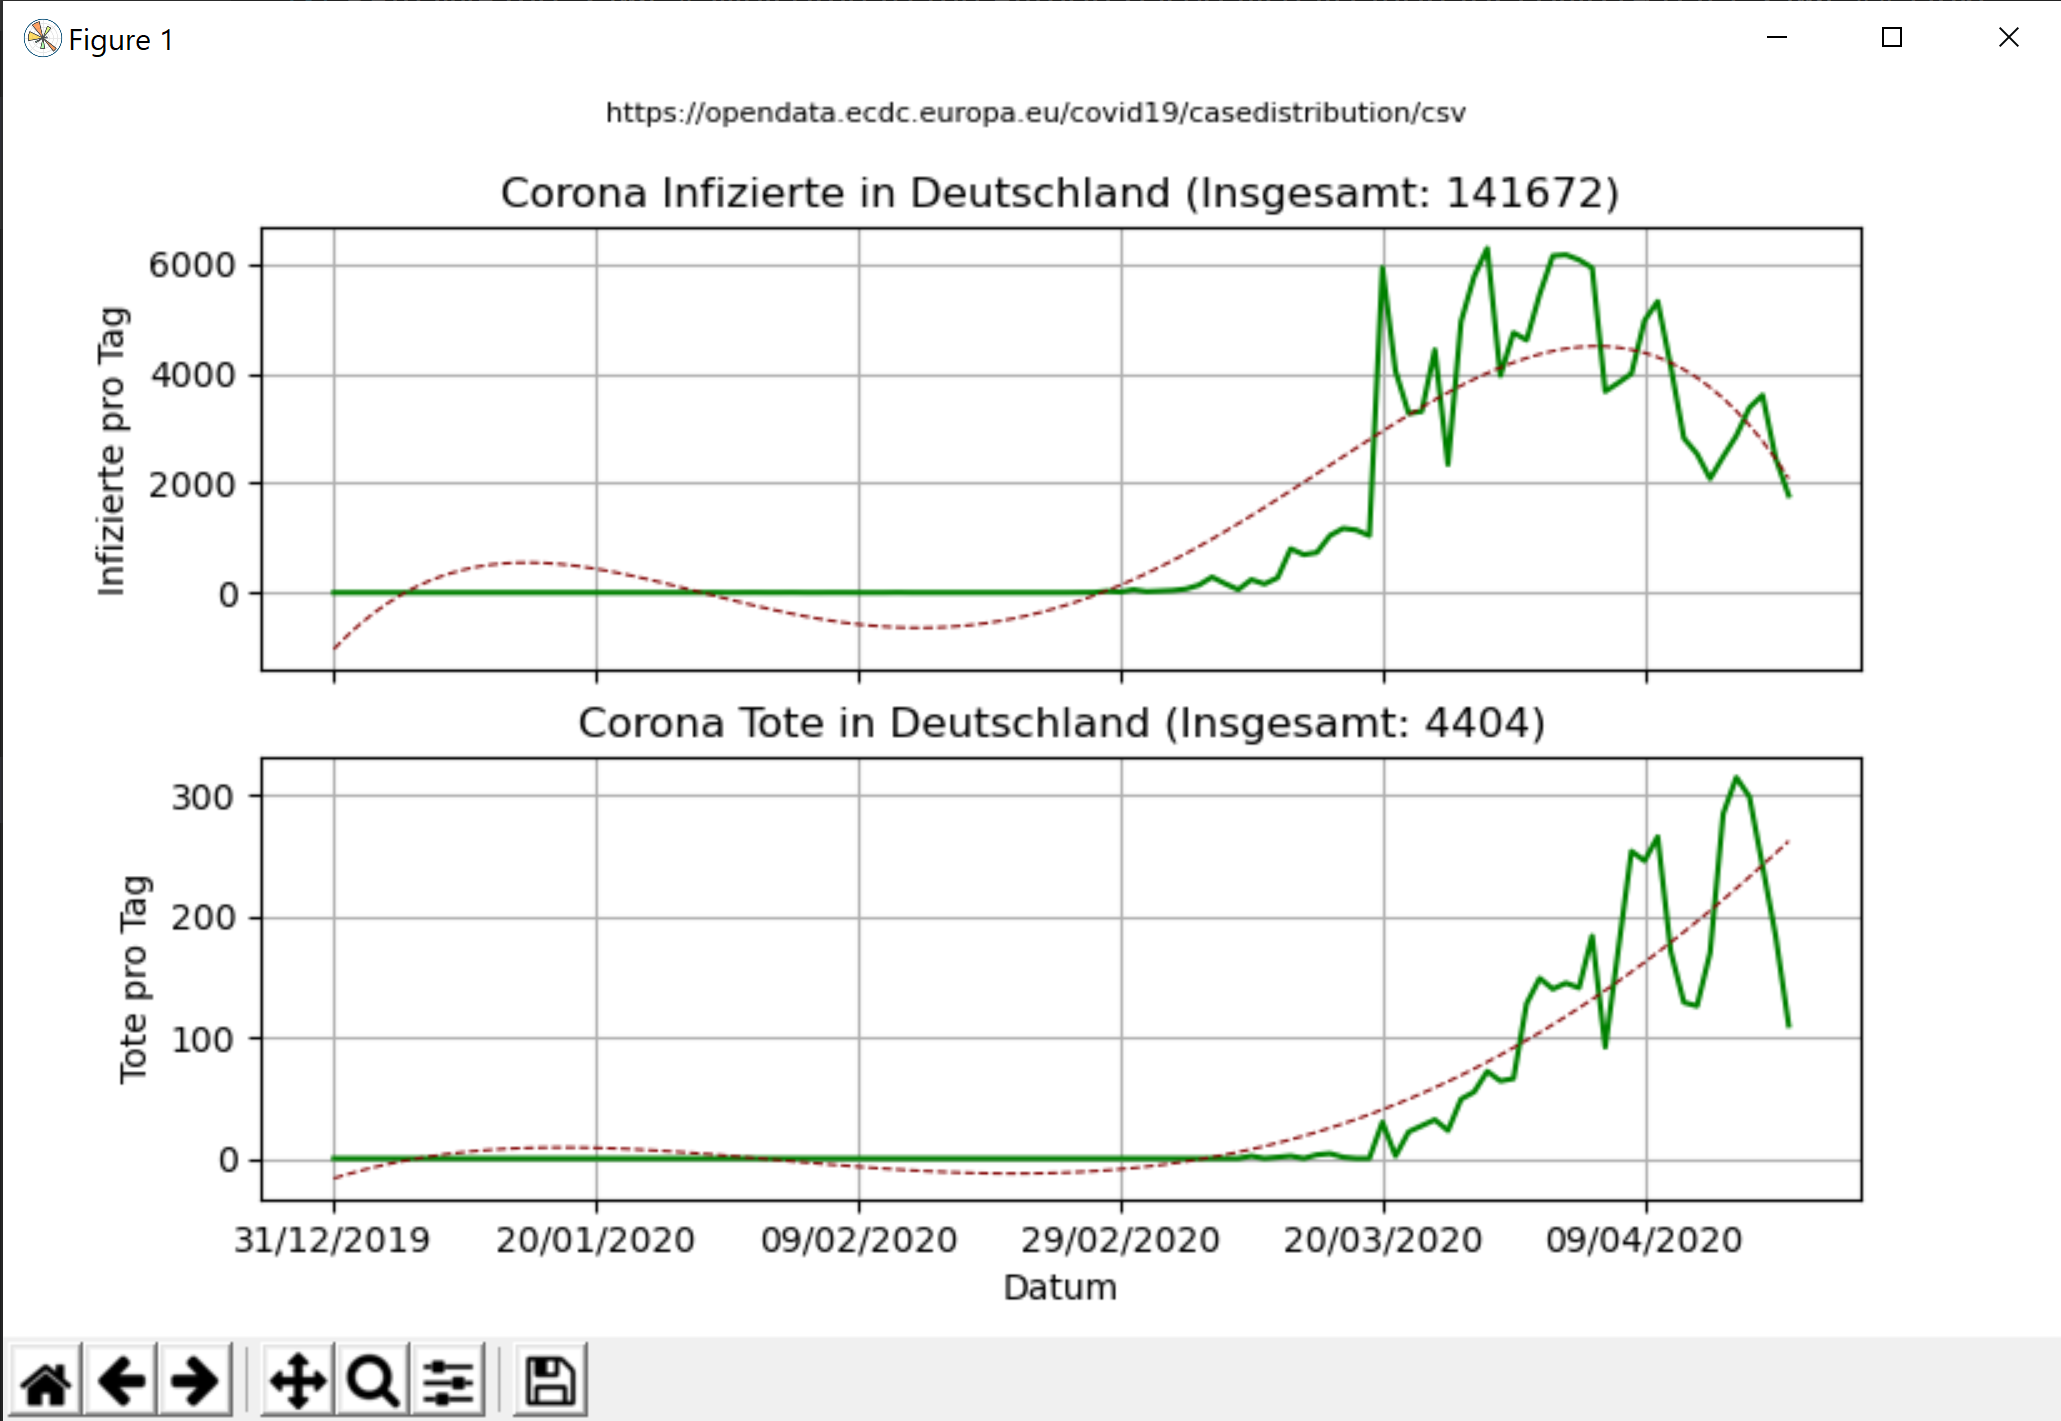 Figure 1
https://opendata.ecdc.europa.eu/covid19/casedistribution/csv
Corona Infizierte in Deutschland (Insgesamt: 141672)
Infizierte pro Tag
6000
4000
2000
0
Corona Tote in Deutschland (Insgesamt: 4404)
Tote pro Tag
300
200
100
0
31/12/2019 20/01/2020 09/02/2020 29/02/2020 20/03/2020 09/04/2020
Datum